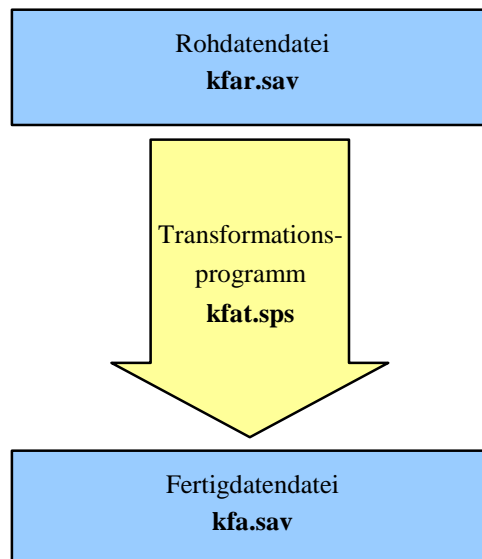 Rohdatendatei
kfar.sav
Transformations-
programm
kfat.sps
Fertigdatendatei
kfa.sav